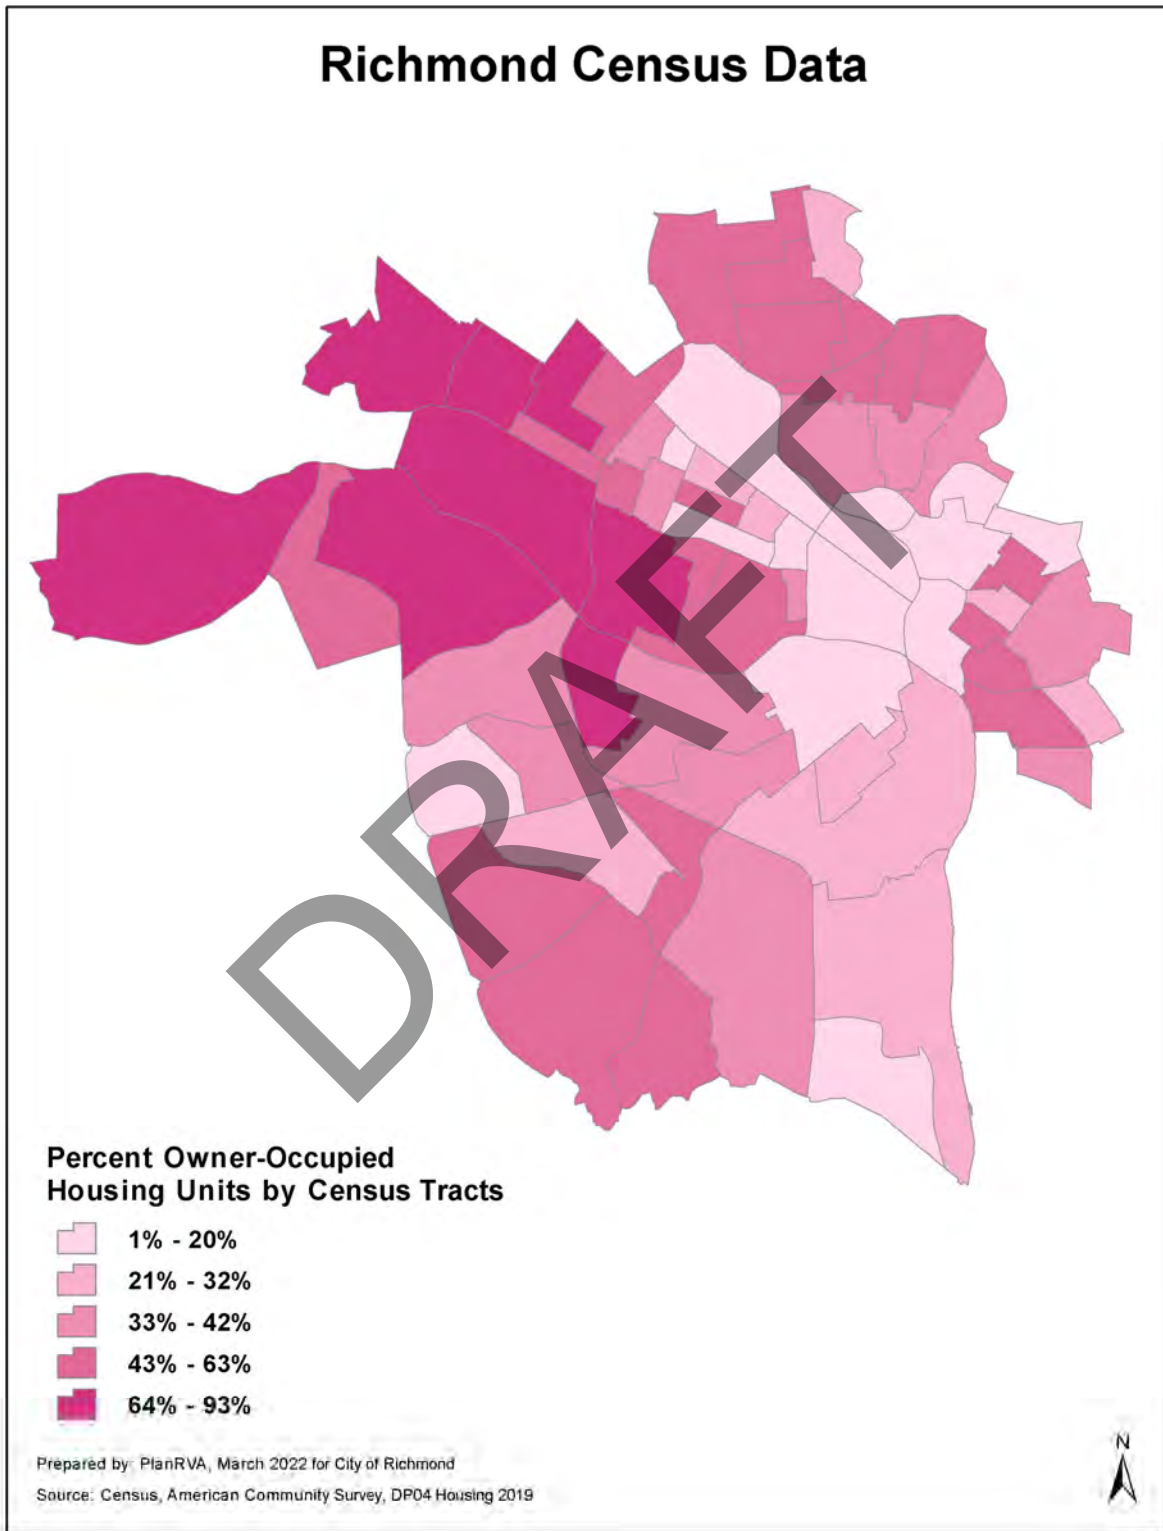 Richmond Census Data
DRAFT
Percent Owner-Occupied
Housing Units by Census Tracts
1% - 20%
21% - 32%
33% - 42%
43% - 63%
64% - 93%
Prepared by: PlanRVA, March 2022 for City of Richmond
Source: Census, American Community Survey, DP04 Housing 2019
N